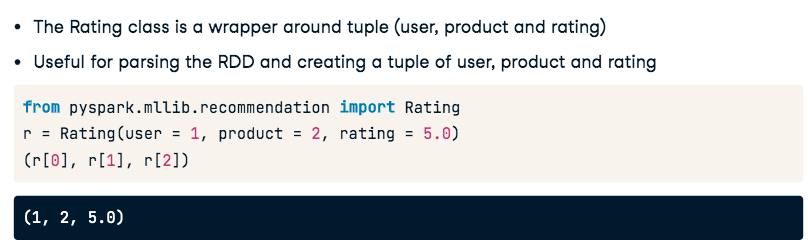 • The Rating class is a wrapper around tuple (user, product and rating)
• Useful for parsing the RDD and creating a tuple of user, product and rating
from pyspark.mllib.recommendation import Rating
r = Rating(user = 1, product = 2, rating = 5.0)
(r[0], r[1], r[2])
(1, 2, 5.0)